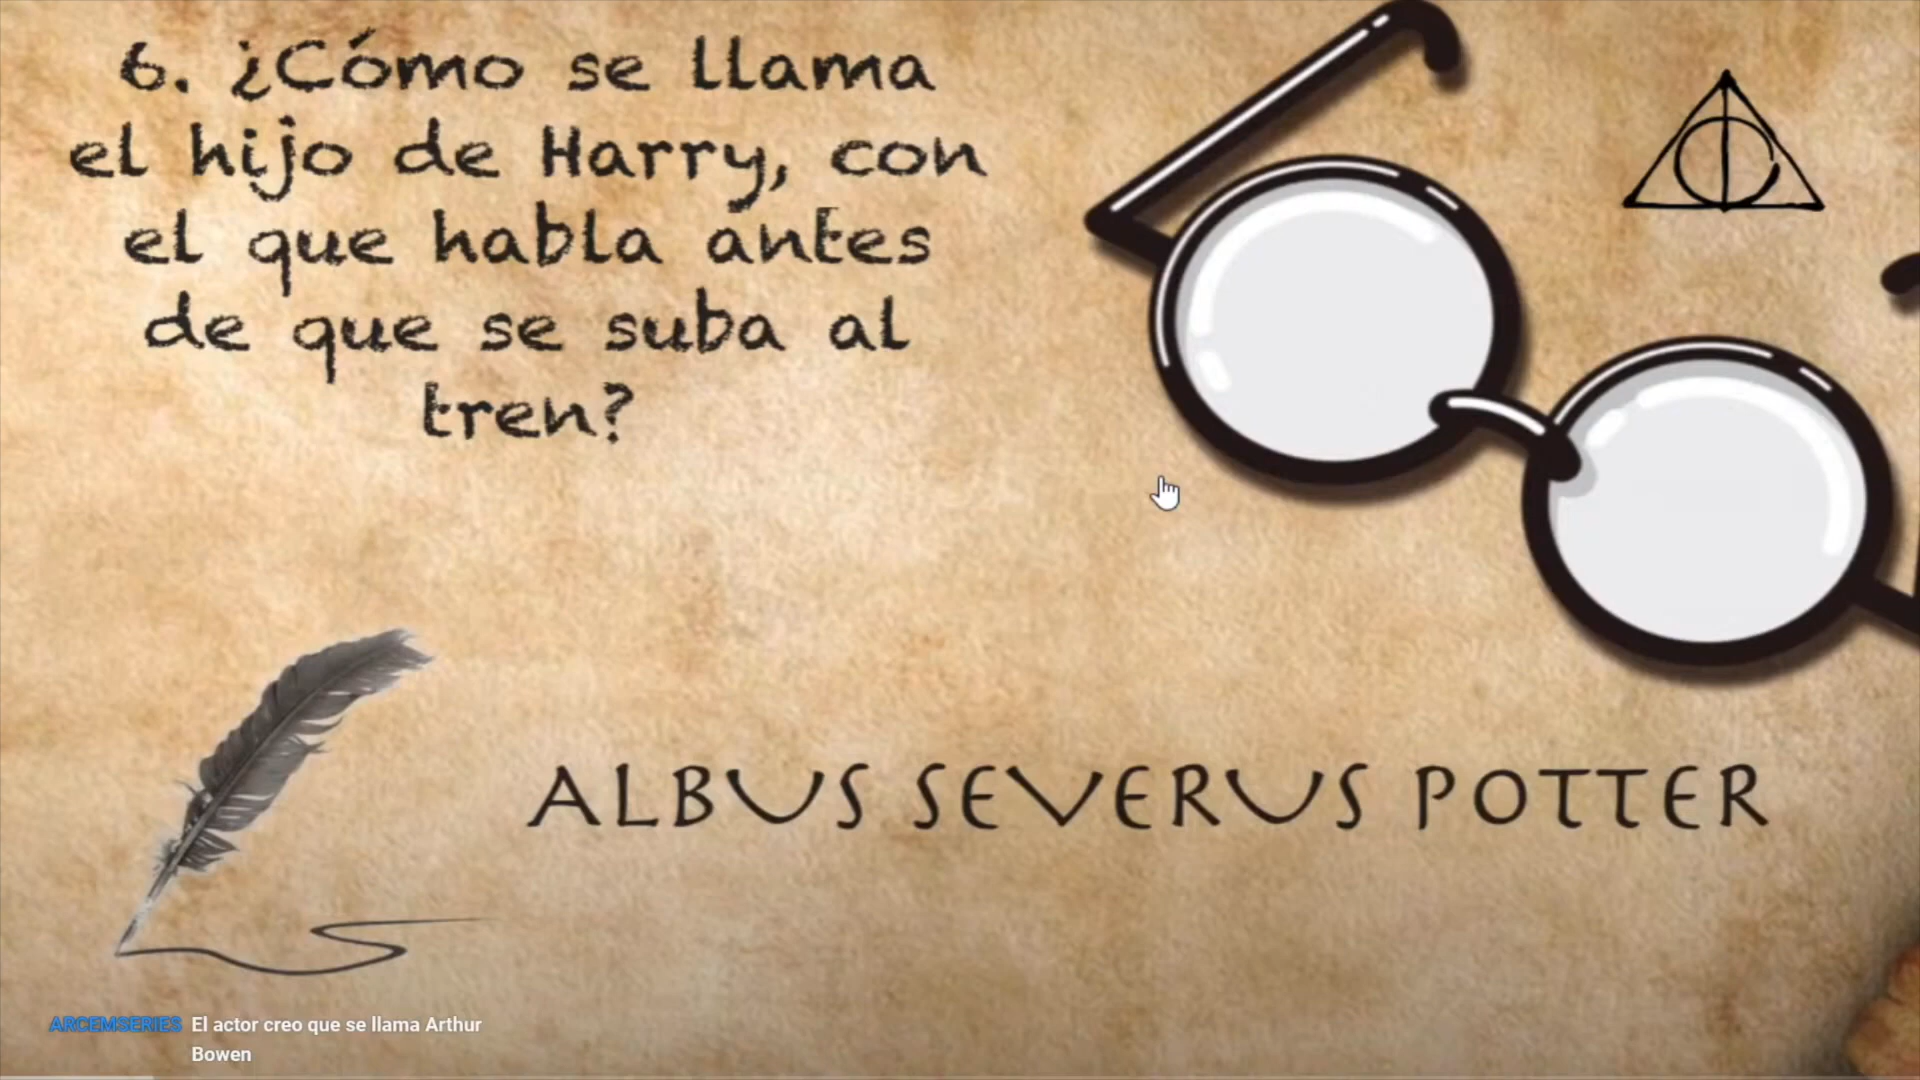 6. ¿Cómo se llama
el hijo de Harry, con
el que habla antes
de que se suba al
tren?
ALBUS SEVERUS POTTER
ARCEMSERIES El actor creo que se llama Arthur
Bowen